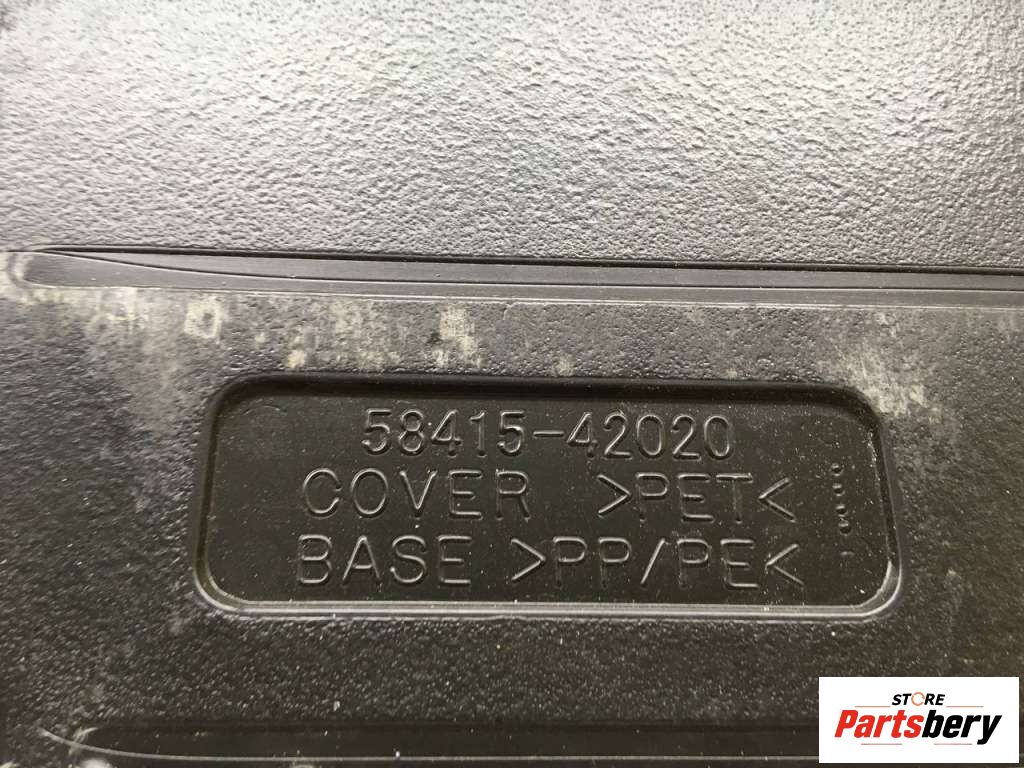 58415-42020
COVER >PET<
BASE >PP/PE<
STORE
Partsbery